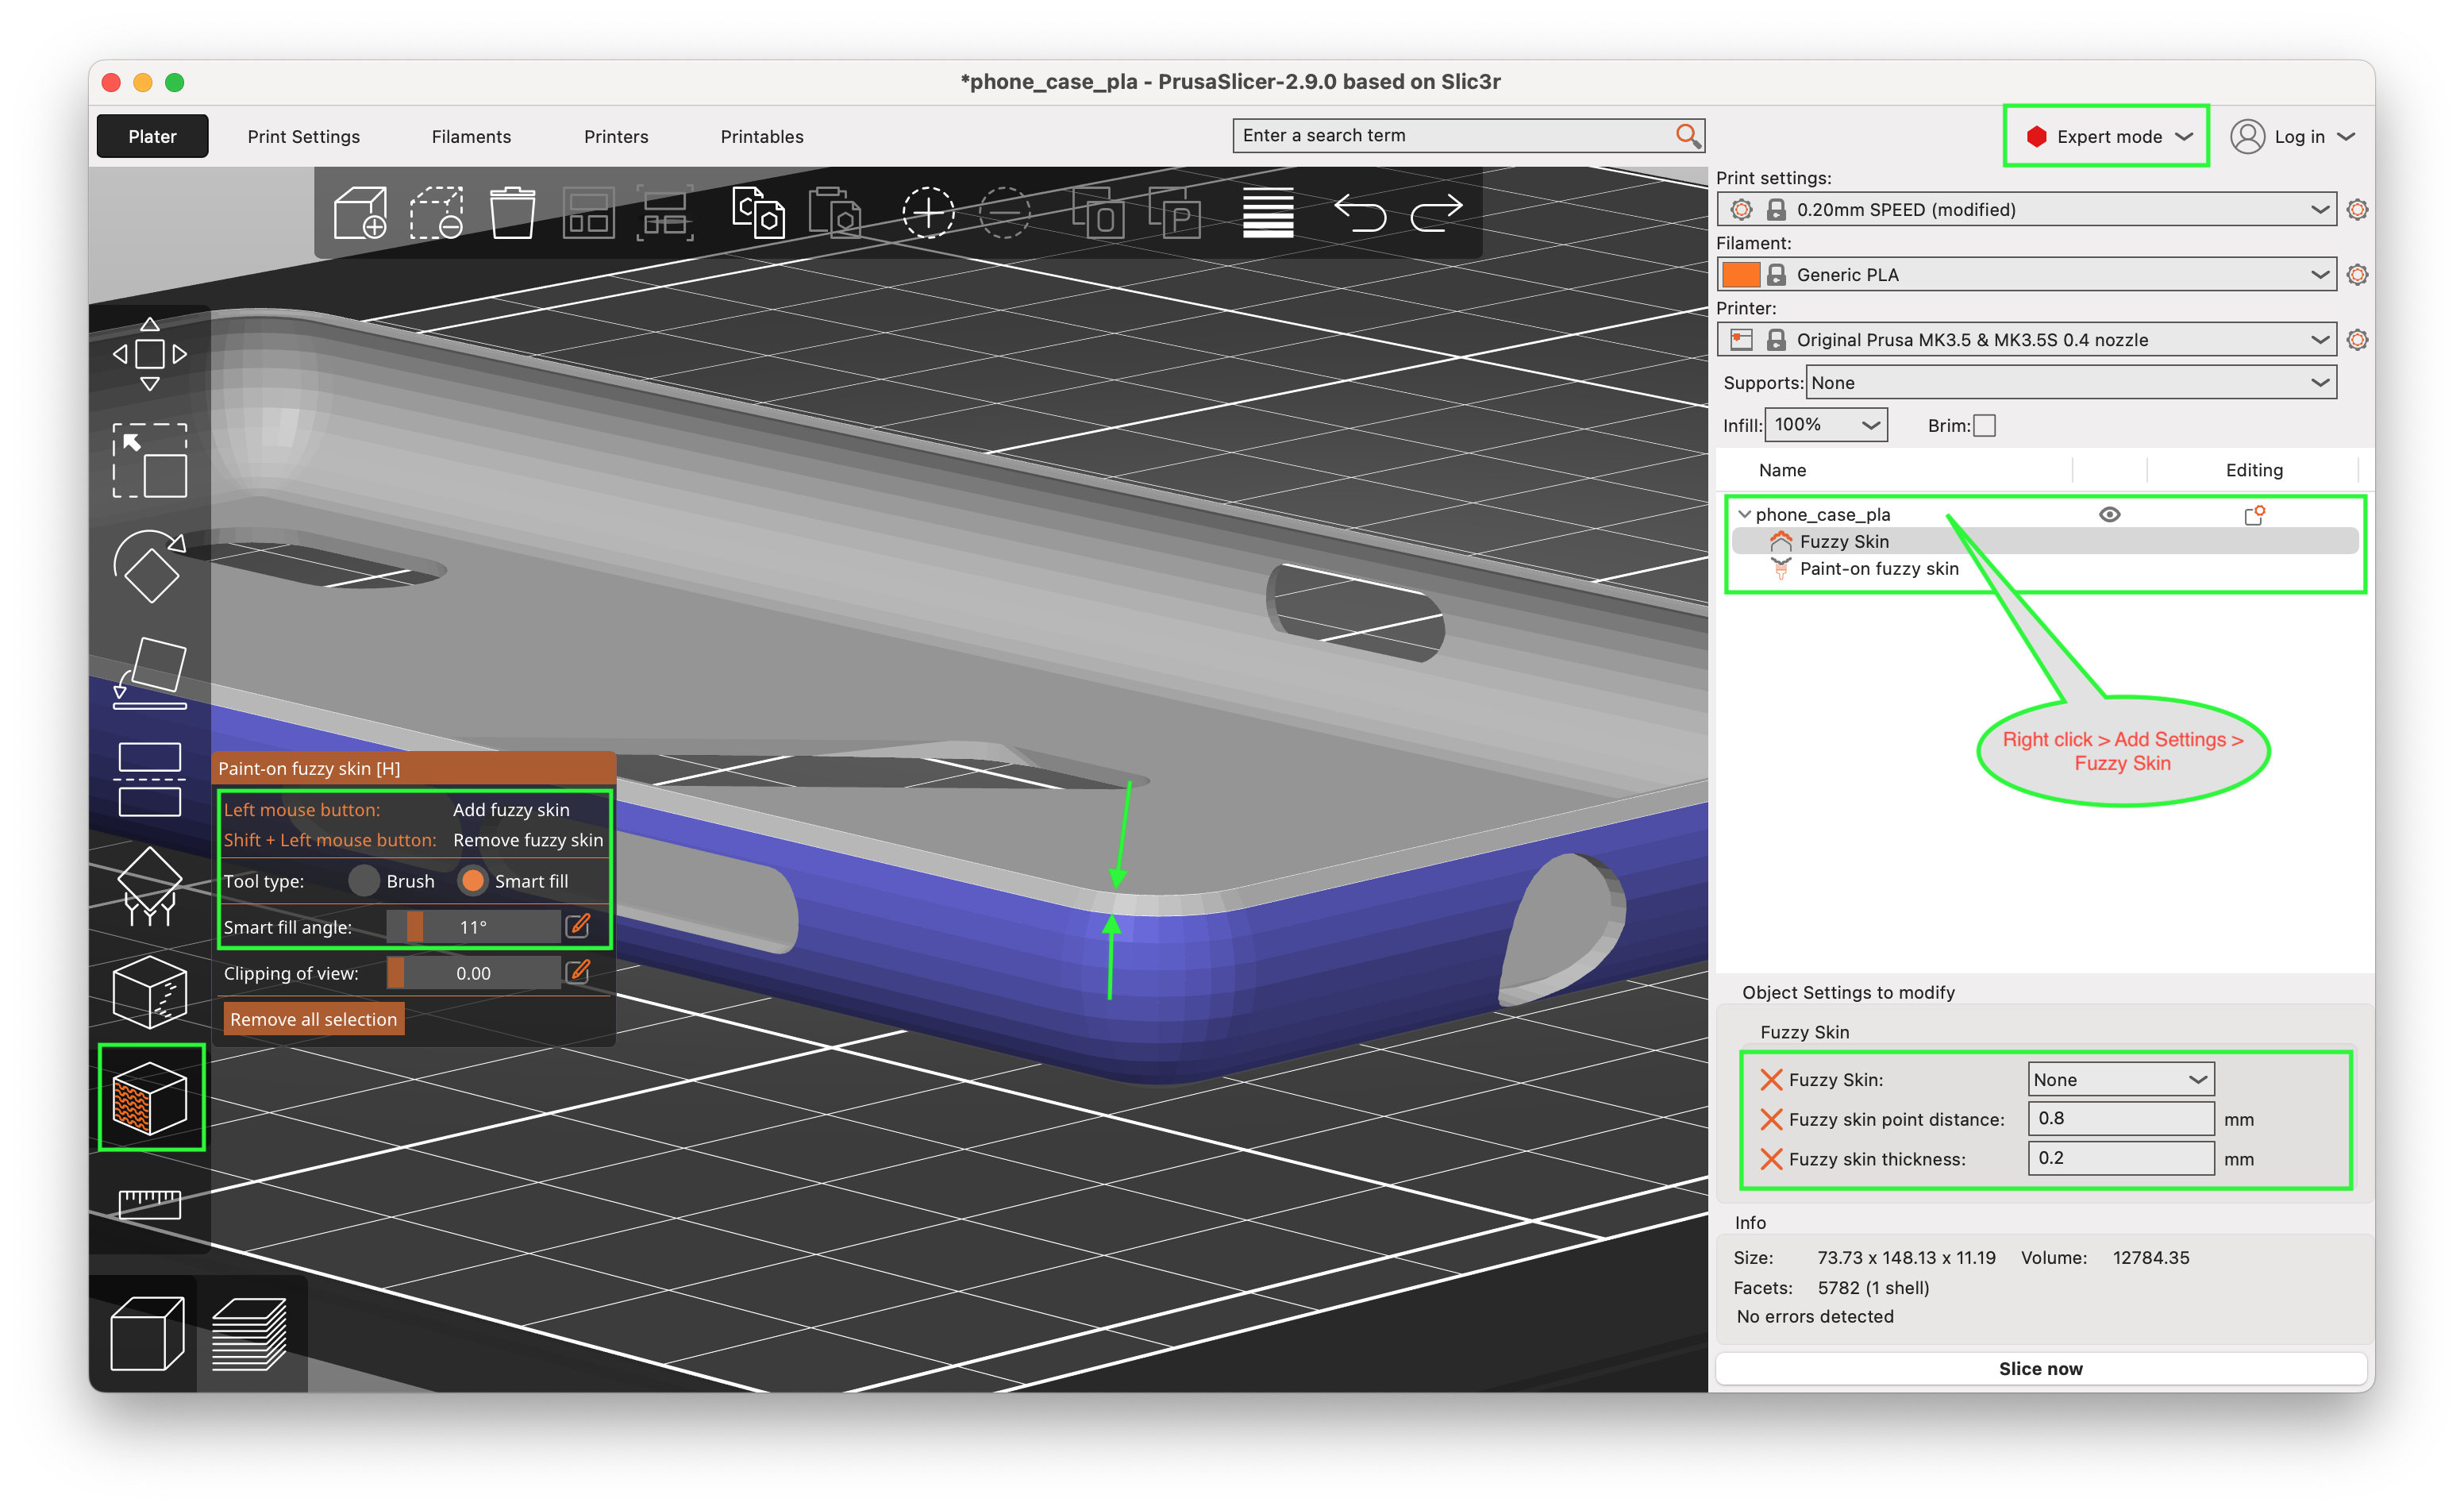 *phone_case_pla - PrusaSlicer-2.9.0 based on Slic3r
Plater Print Settings Filaments Printers Printables Enter a search term Expert mode Log in
Print settings:
0.20mm SPEED (modified)
Filament:
Generic PLA
Printer:
Original Prusa MK3.5 & MK3.5S 0.4 nozzle
Supports: None
Infill: 100% Brim:
Name Editing
phone_case_pla
Fuzzy Skin
Paint-on fuzzy skin
Right click > Add Settings >
Fuzzy Skin
Paint-on fuzzy skin [H]
Left mouse button: Add fuzzy skin
Shift + Left mouse button: Remove fuzzy skin
Tool type: Brush Smart fill
Smart fill angle: 11°
Clipping of view: 0.00
Remove all selection
Object Settings to modify
Fuzzy Skin
Fuzzy Skin: None
Fuzzy skin point distance: 0.8 mm
Fuzzy skin thickness: 0.2 mm
Info
Size: 73.73 x 148.13 x 11.19 Volume: 12784.35
Facets: 5782 (1 shell)
No errors detected
Slice now